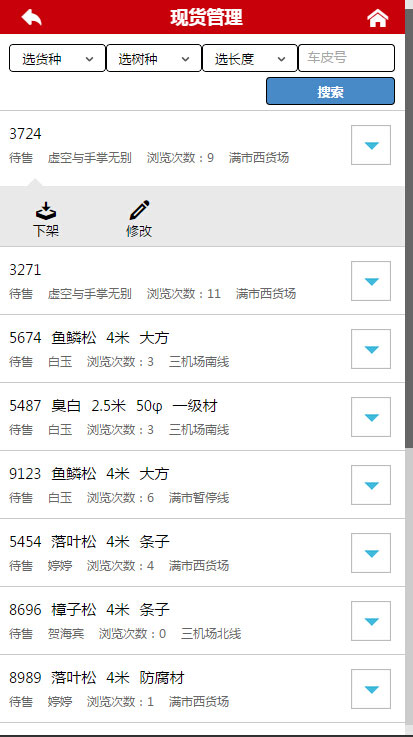 现货管理
选货种 选树种 选长度 车皮号
搜索
3724
待售 虚空与手掌无别 浏览次数：9 满市西货场
下架 修改
3271
待售 虚空与手掌无别 浏览次数：11 满市西货场
5674 鱼鳞松 4米 大方
待售 白玉 浏览次数：3 三机场南线
5487 臭白 2.5米 50φ 一级材
待售 白玉 浏览次数：3 三机场南线
9123 鱼鳞松 4米 大方
待售 白玉 浏览次数：6 满市暂停线
5454 落叶松 4米 条子
待售 婷婷 浏览次数：4 满市西货场
8696 樟子松 4米 条子
待售 贺海宾 浏览次数：0 三机场北线
8989 落叶松 4米 防腐材
待售 婷婷 浏览次数：1 满市西货场